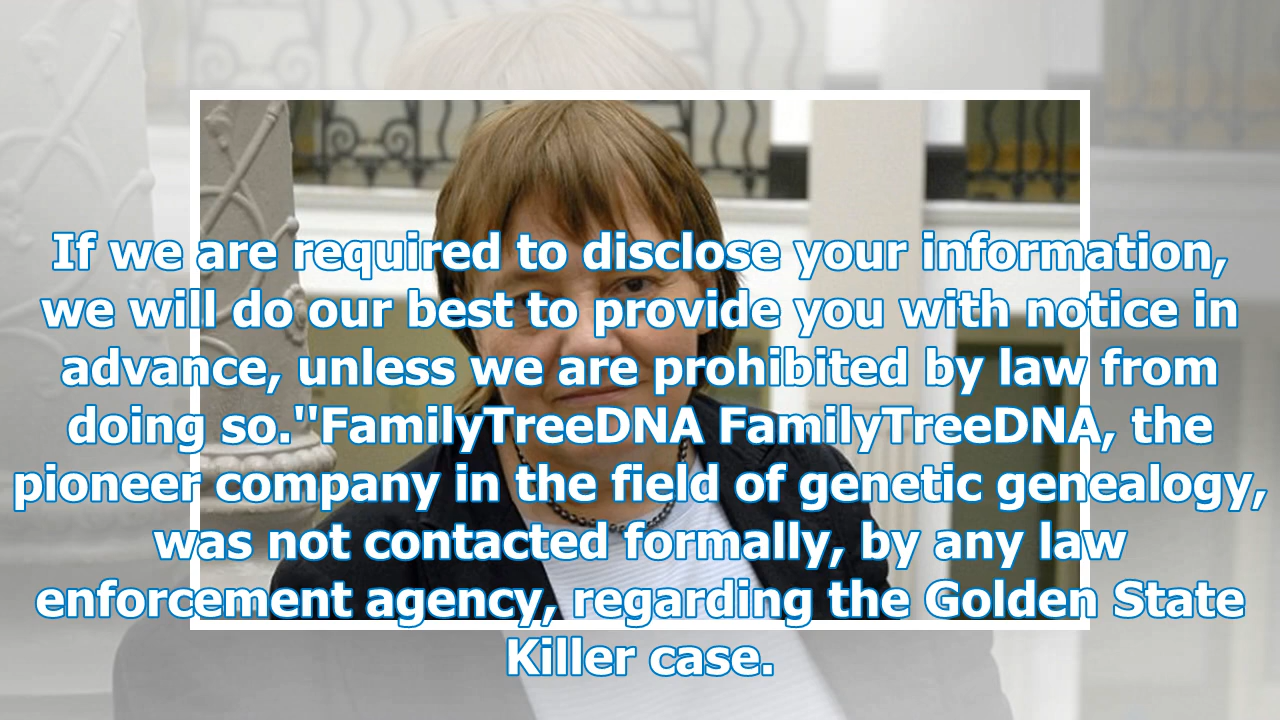 If we are required to disclose your information,
we will do our best to provide you with notice in
advance, unless we are prohibited by law from
doing so."FamilyTreeDNA FamilyTreeDNA, the
pioneer company in the field of genetic genealogy,
was not contacted formally, by any law
enforcement agency, regarding the Golden State
Killer case.